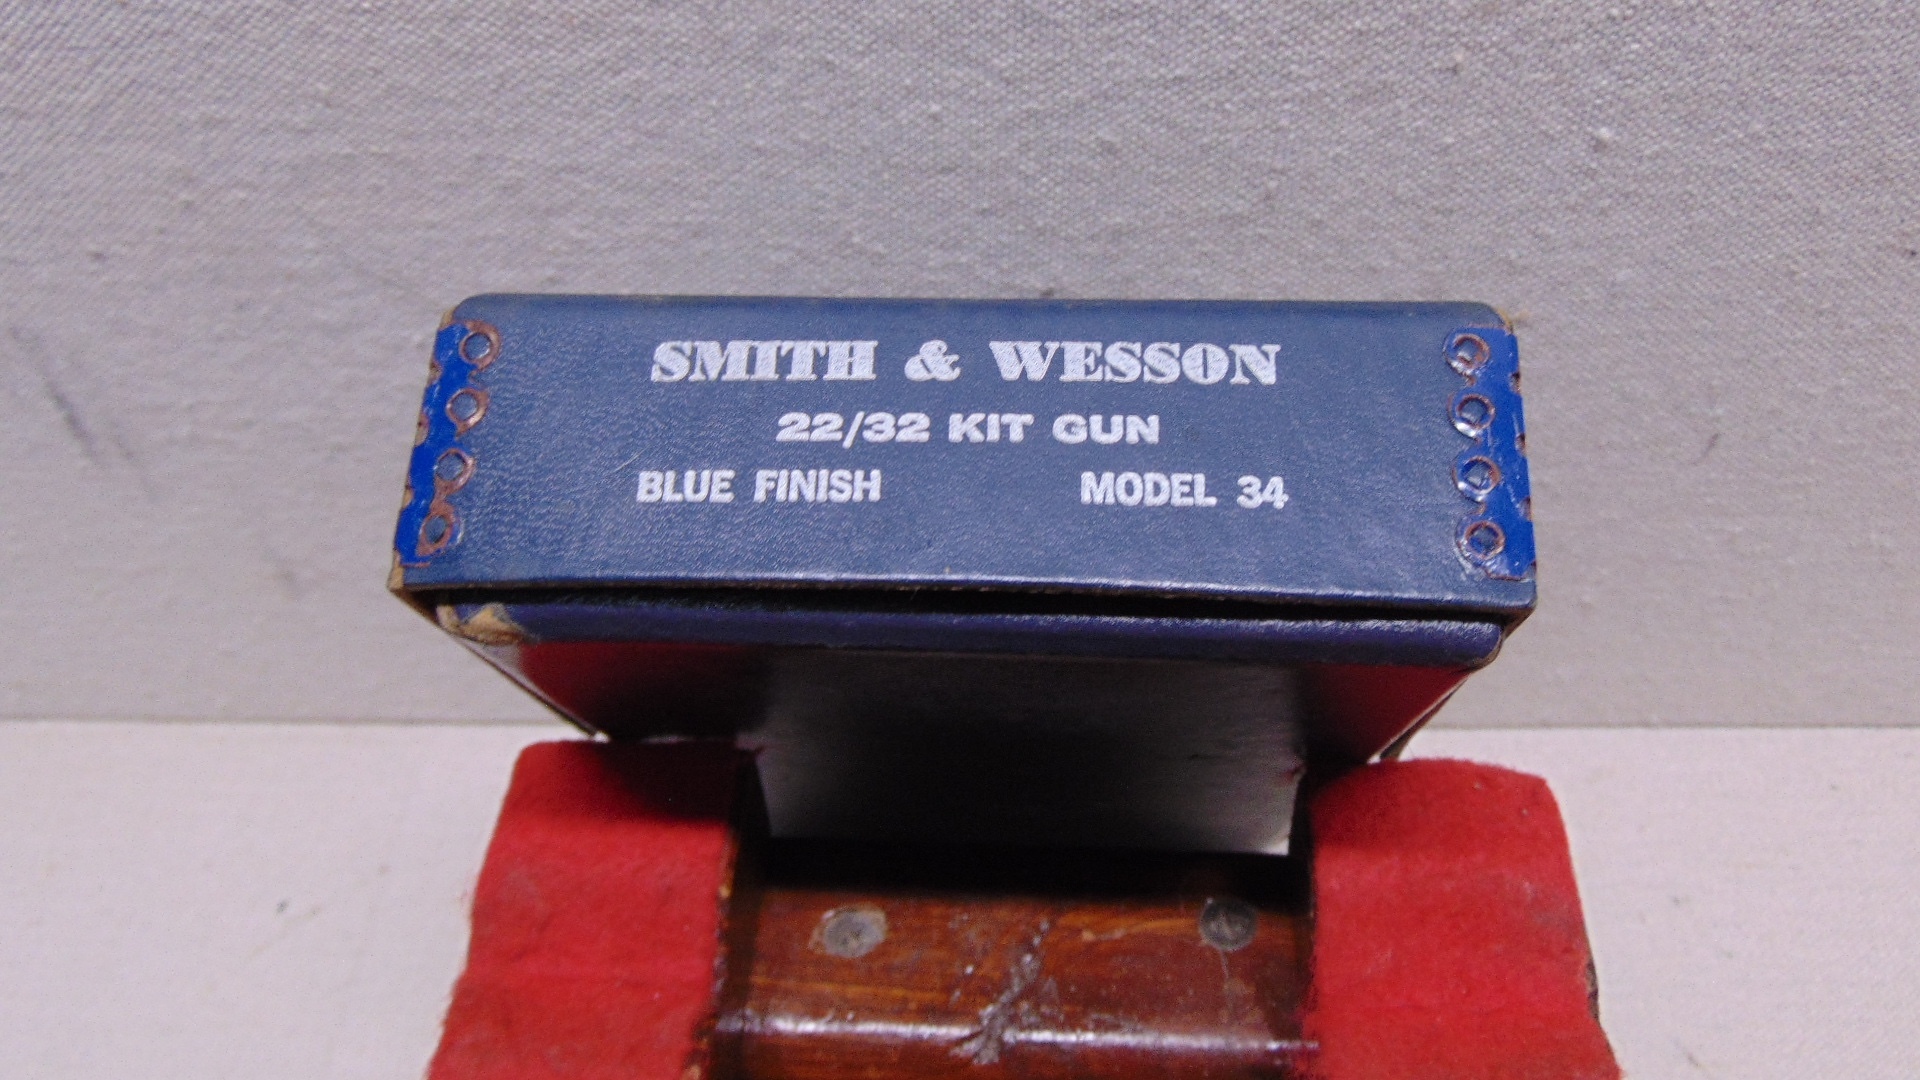 SMITH & WESSON
22/32 KIT GUN
BLUE FINISH MODEL 34